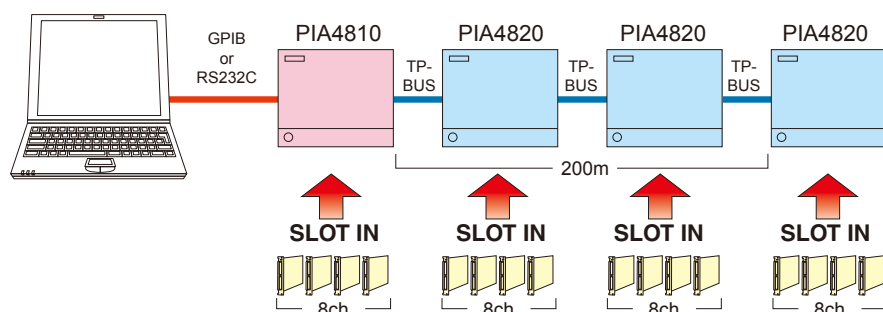 PIA4810
PIA4820
PIA4820
PIA4820
GPIB
or
RS232C
TP-
BUS
TP-
BUS
TP-
BUS
200m
SLOT IN
SLOT IN
SLOT IN
SLOT IN
8ch
8ch
8ch
8ch